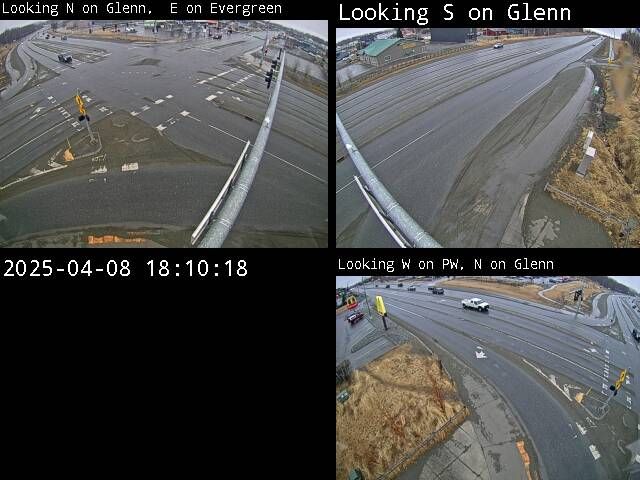 Looking N on Glenn,  E on Evergreen
Looking S on Glenn
2025-04-08 18:10:18
Looking W on PW, N on Glenn